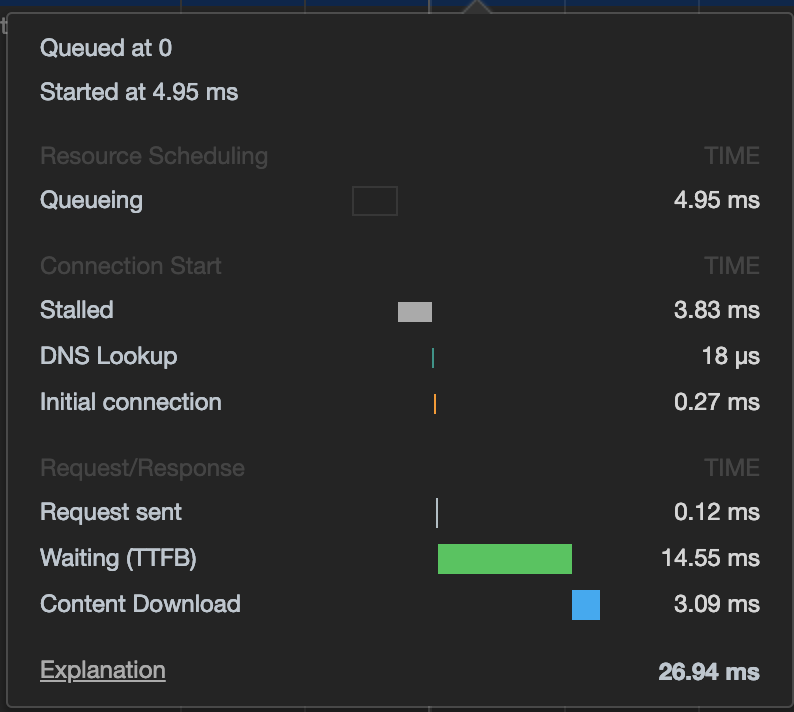 Queued at 0
Started at 4.95 ms
Resource Scheduling TIME
Queueing 4.95 ms
Connection Start TIME
Stalled 3.83 ms
DNS Lookup 18 μs
Initial connection 0.27 ms
Request/Response TIME
Request sent 0.12 ms
Waiting (TTFB) 14.55 ms
Content Download 3.09 ms
Explanation 26.94 ms